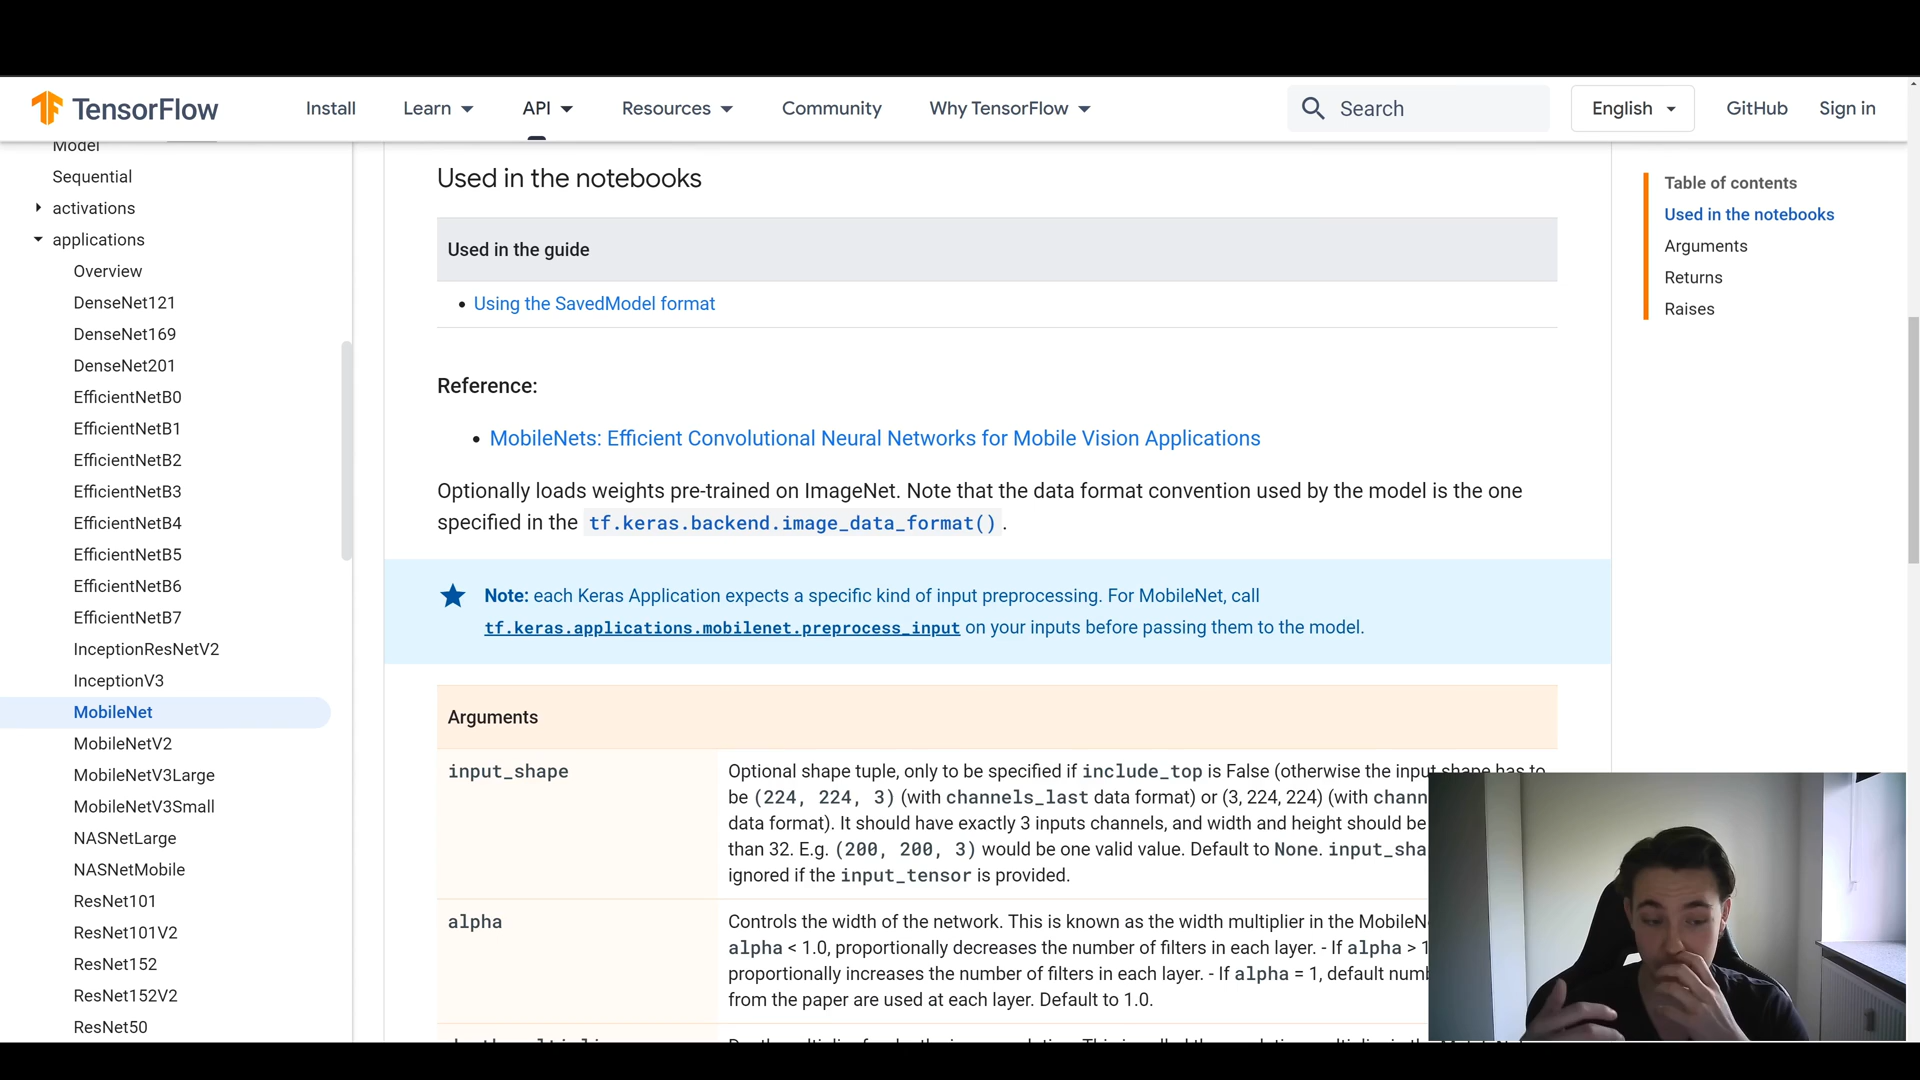 TensorFlow
Install
Learn
API
Resources
Community
Why TensorFlow
Search
English
GitHub
Sign in
Model
Sequential
activations
applications
Overview
DenseNet121
DenseNet169
DenseNet201
EfficientNetB0
EfficientNetB1
EfficientNetB2
EfficientNetB3
EfficientNetB4
EfficientNetB5
EfficientNetB6
EfficientNetB7
InceptionResNetV2
InceptionV3
MobileNet
MobileNetV2
MobileNetV3Large
MobileNetV3Small
NASNetLarge
NASNetMobile
ResNet101
ResNet101V2
ResNet152
ResNet152V2
ResNet50
Used in the notebooks
Used in the guide
• Using the SavedModel format
Reference:
• MobileNets: Efficient Convolutional Neural Networks for Mobile Vision Applications
Optionally loads weights pre-trained on ImageNet. Note that the data format convention used by the model is the one
specified in the tf.keras.backend.image_data_format().
Note: each Keras Application expects a specific kind of input preprocessing. For MobileNet, call
tf.keras.applications.mobilenet.preprocess_input on your inputs before passing them to the model.
Arguments
input_shape
Optional shape tuple, only to be specified if include_top is False (otherwise the input shape has to
be (224, 224, 3) (with channels_last data format) or (3, 224, 224) (with chann
data format). It should have exactly 3 inputs channels, and width and height should be
than 32. E.g. (200, 200, 3) would be one valid value. Default to None. input_sha
ignored if the input_tensor is provided.
alpha
Controls the width of the network. This is known as the width multiplier in the MobileN
alpha < 1.0, proportionally decreases the number of filters in each layer. - If alpha > 1
proportionally increases the number of filters in each layer. - If alpha = 1, default num
from the paper are used at each layer. Default to 1.0.
Table of contents
Used in the notebooks
Arguments
Returns
Raises